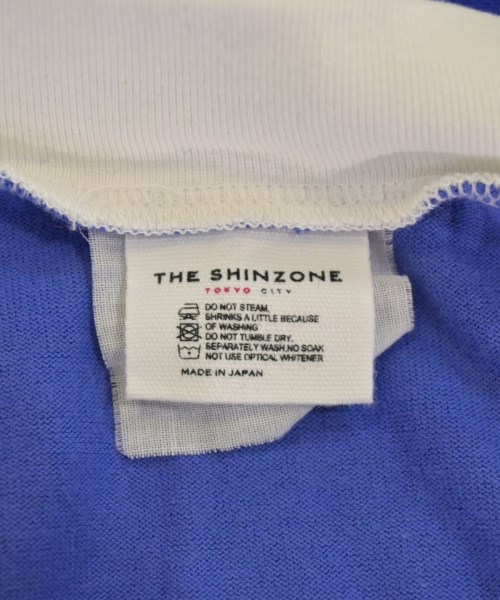 THE SHINZONE
TOKYO CITY
DO NOT STEAM,
SHRINKS A LITTLE BECAUSE
OF WASHING
DO NOT TUMBLE DRY.
SEPARATELY WASH,NO SOAK
NOT USE OPTICAL WHITENER
MADE IN JAPAN